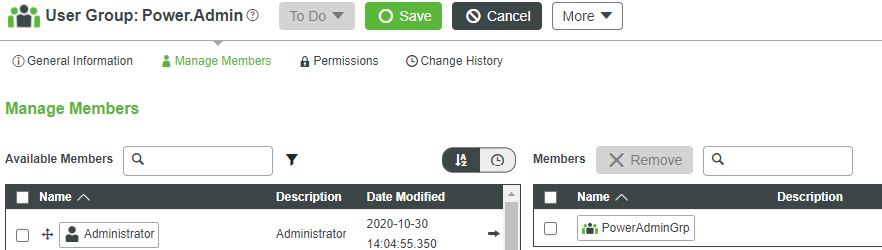 User Group: Power.Admin ? To Do Save Cancel More
General Information Manage Members Permissions Change History
Manage Members
Available Members Members Remove
Name Description Date Modified Name Description
Administrator Administrator 2020-10-30 14:04:55.350 PowerAdminGrp